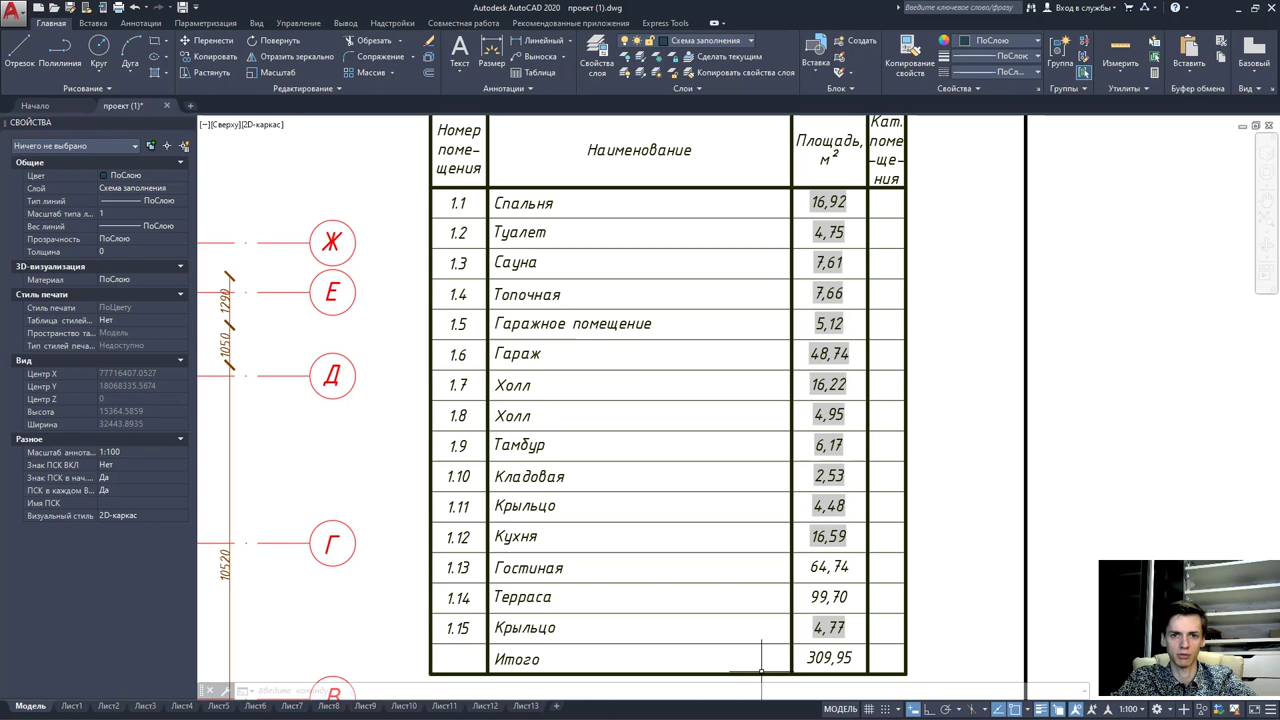 Autodesk AutoCAD 2020 проект (1).dwg
Введите ключевое слово/фразу
Вход в службы
Главная Вставка Аннотации Параметризация Вид Управление Вывод Надстройки Совместная работа Рекомендованные приложения Express Tools
Отрезок Полилиния Круг Дуга
Рисование
Перенести Повернуть Обрезать
Копировать Отразить зеркально Сопряжение
Растянуть Масштаб Массив
Редактирование
Текст Размер
Линейный
Выноска
Таблица
Аннотации
Свойства слоя
Схема заполнения
Сделать текущим
Копировать свойства слоя
Слои
Вставка
Создать
Блок
Копирование свойств
ПоСлою
ПоСлок
ПоСл...
Свойства
Группа
Группы
Измерить
Утилиты
Вставить
Буфер обмена
Базовый
Вид
Начало
проект (1)*
СВОЙСТВА
Ничего не выбрано
Общие
Цвет ПоСлою
Слой Схема заполнения
Тип линий ПоСлою
Масштаб типа л... 1
Вес линий ПоСлою
Прозрачность ПоСлою
Толщина 0
3D-визуализация
Материал ПоСлою
Стиль печати
Стиль печати ПоЦвету
Таблица стилей... Нет
Пространство та... Модель
Тип стилей печа... Недоступно
Вид
Центр X 77716407.0527
Центр Y 18068335.5674
Центр Z 0
Высота 15364.5859
Ширина 32443.8935
Разное
Масштаб аннота... 1:100
Знак ПСК ВКЛ Нет
Знак ПСК в нач.... Да
ПСК в каждом В... Да
Имя ПСК
Визуальный стиль 2D-каркас
[−][Сверху][2D-каркас]
Ж
Е
Д
Г
В
1290
1050
10520
Номер поме- щения Наименование Площадь, м² Кат. поме -ще- ния
1.1 Спальня 16,92
1.2 Туалет 4,75
1.3 Сауна 7,61
1.4 Топочная 7,66
1.5 Гаражное помещение 5,12
1.6 Гараж 48,74
1.7 Холл 16,22
1.8 Холл 4,95
1.9 Тамбур 6,17
1.10 Кладовая 2,53
1.11 Крыльцо 4,48
1.12 Кухня 16,59
1.13 Гостиная 64,74
1.14 Терраса 99,70
1.15 Крыльцо 4,77
Итого 309,95
Введите команду
Модель Лист1 Лист2 Лист3 Лист4 Лист5 Лист6 Лист7 Лист8 Лист9 Лист10 Лист11 Лист12 Лист13
МОДЕЛЬ
1:100